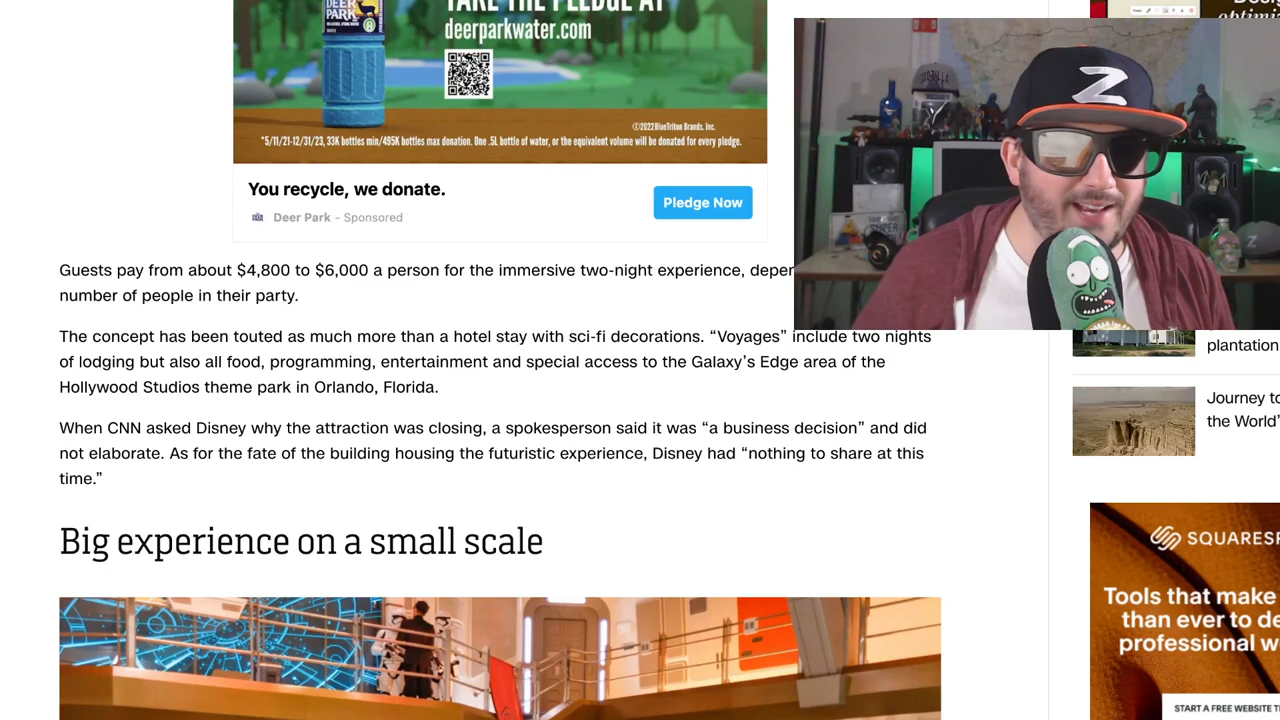 DEER
PARK
TAKE THE PLEDGE AT
deerparkwater.com
©2022BlueTriton Brands, Inc.
*5/11/21-12/31/23, 33K bottles min/495K bottles max donation. One .5L bottle of water, or the equivalent volume will be donated for every pledge.
You recycle, we donate.
Deer Park – Sponsored
Pledge Now
Z
Guests pay from about $4,800 to $6,000 a person for the immersive two-night experience, deper
number of people in their party.
The concept has been touted as much more than a hotel stay with sci-fi decorations. “Voyages” include two nights
of lodging but also all food, programming, entertainment and special access to the Galaxy’s Edge area of the
Hollywood Studios theme park in Orlando, Florida.
When CNN asked Disney why the attraction was closing, a spokesperson said it was “a business decision” and did
not elaborate. As for the fate of the building housing the futuristic experience, Disney had “nothing to share at this
time.”
Big experience on a small scale
plantation
Journey to
the World’
SQUARESP
Tools that make
than ever to de
professional w
START A FREE WEBSITE T